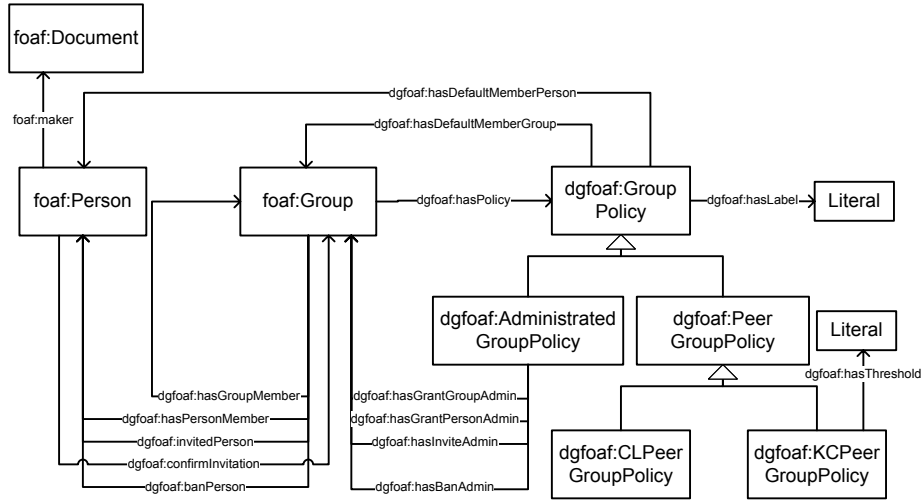 foaf:Document
dgfoaf:hasDefaultMemberPerson
foaf:maker
dgfoaf:hasDefaultMemberGroup
foaf:Person
foaf:Group
dgfoaf:hasPolicy
dgfoaf:Group
Policy
dgfoaf:hasLabel
Literal
dgfoaf:Administrated
GroupPolicy
dgfoaf:Peer
GroupPolicy
Literal
dgfoaf:hasThreshold
dgfoaf:hasGroupMember
dgfoaf:hasGrantGroupAdmin
dgfoaf:hasPersonMember
dgfoaf:hasGrantPersonAdmin
dgfoaf:invitedPerson
dgfoaf:hasInviteAdmin
dgfoaf:confirmInvitation
dgfoaf:banPerson
dgfoaf:hasBanAdmin
dgfoaf:CLPeer
GroupPolicy
dgfoaf:KCPeer
GroupPolicy